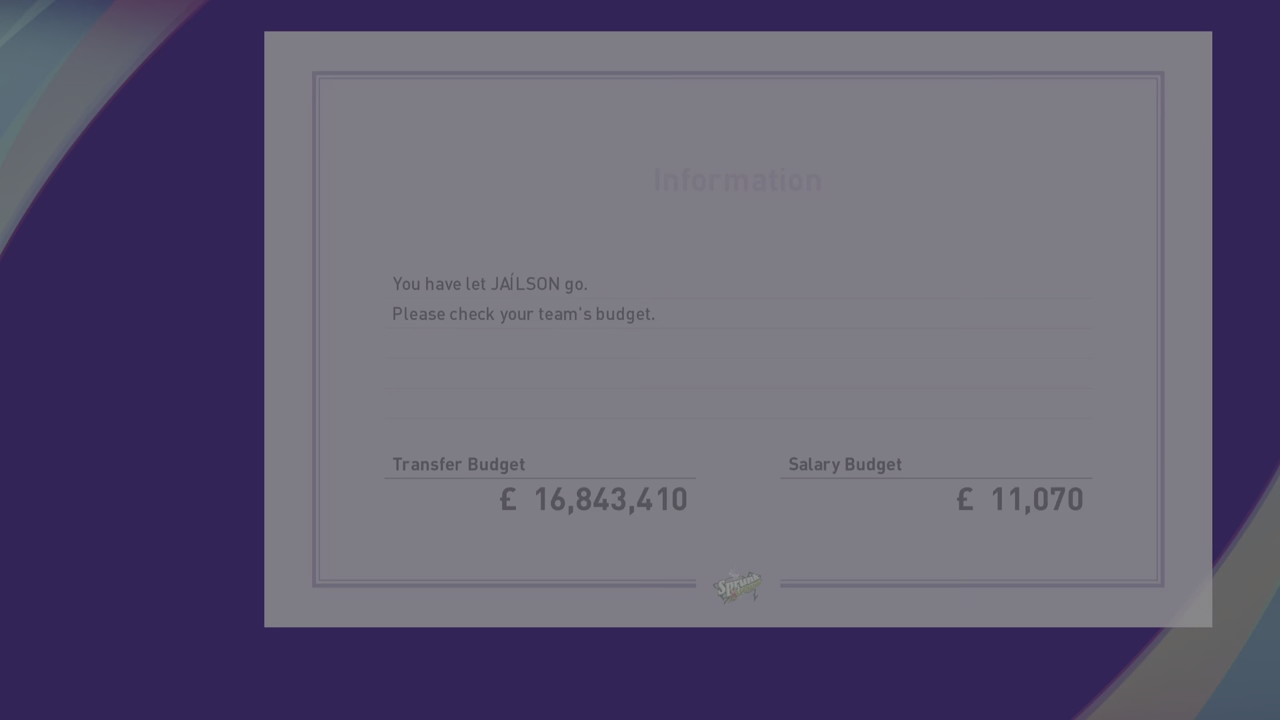 Information
You have let JAÍLSON go.
Please check your team's budget.
Transfer Budget
Salary Budget
£ 16,843,410
£ 11,070
Sprunk